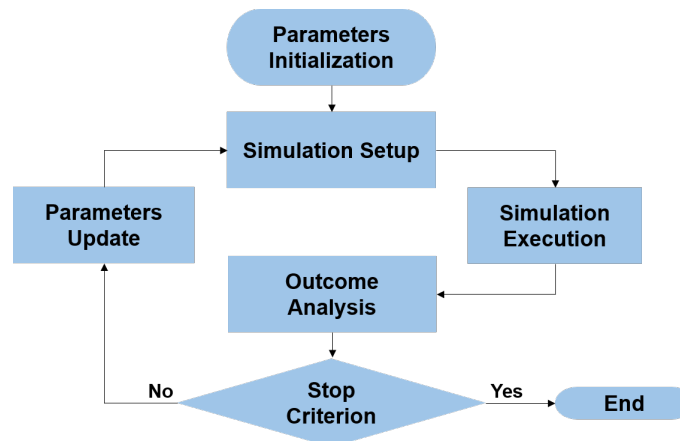 Parameters
Initialization
Simulation Setup
Parameters
Update
Simulation
Execution
Outcome
Analysis
No
Stop
Criterion
Yes
End